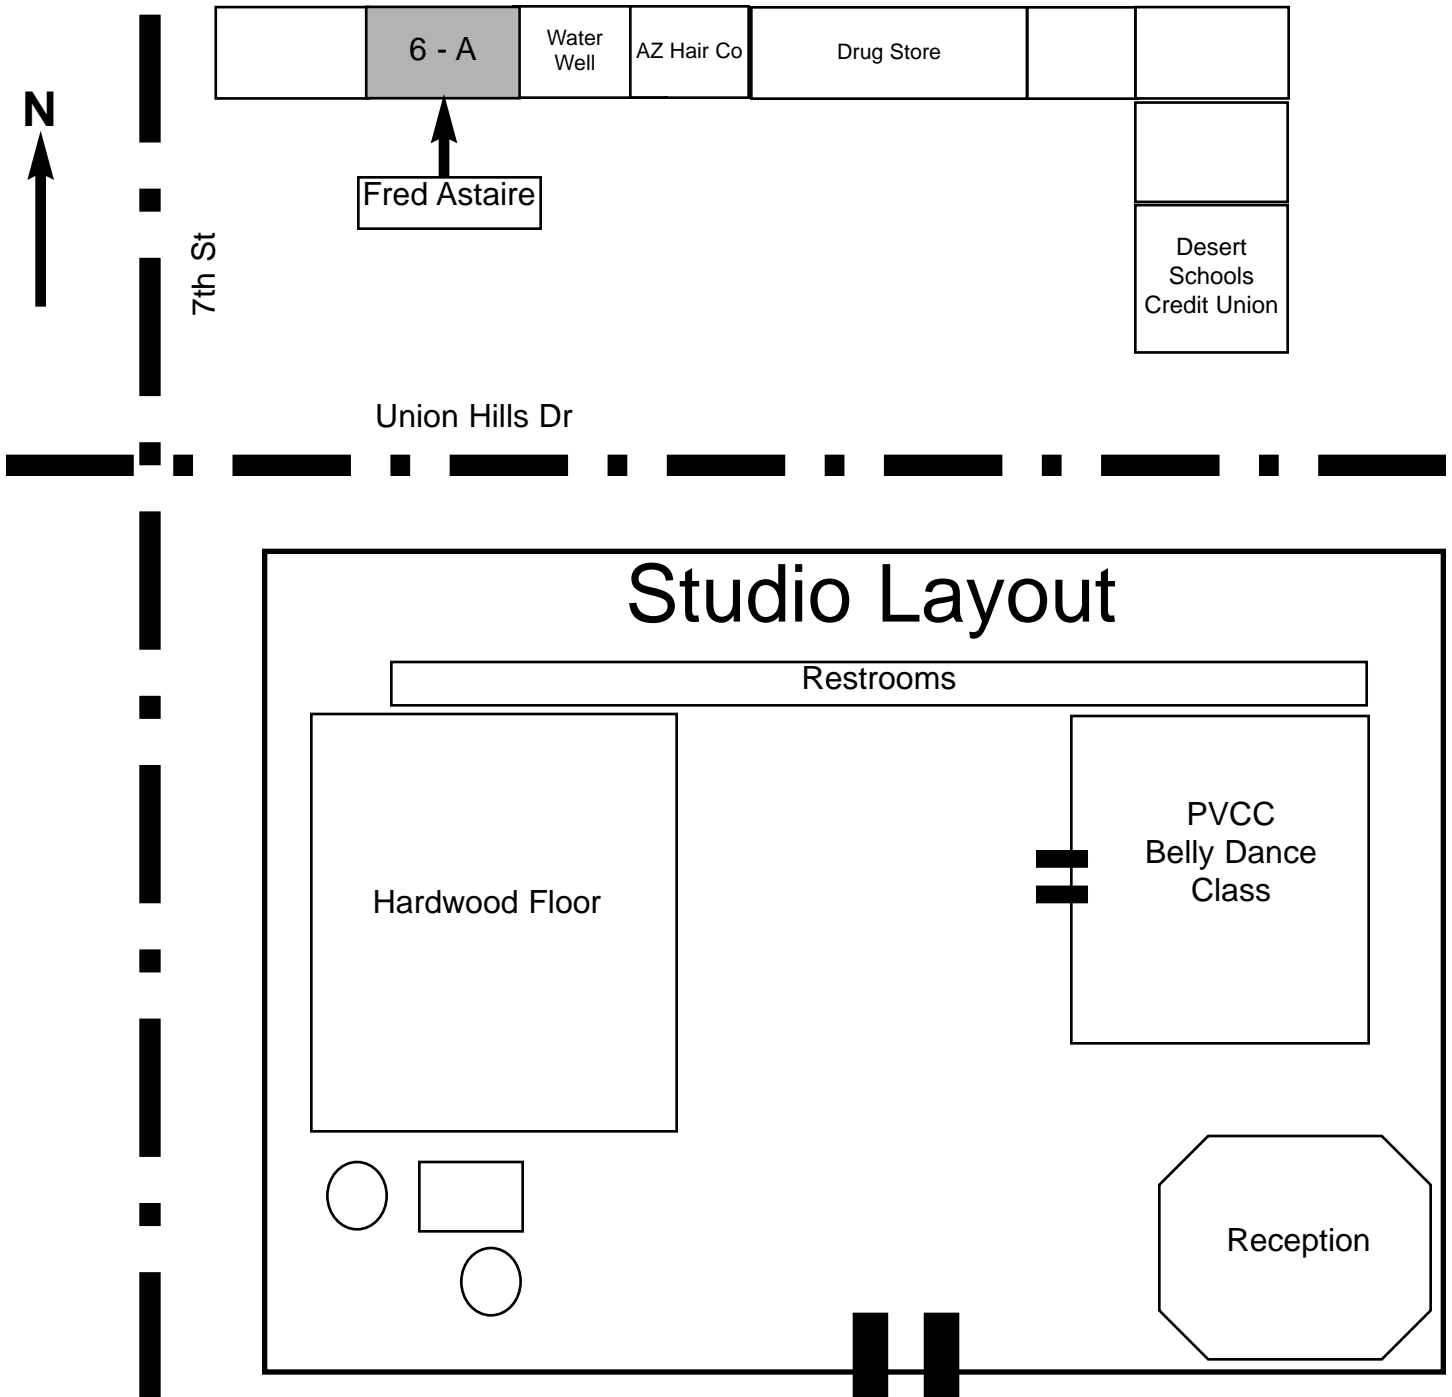 6 - A
Water
Well
AZ Hair Co
Drug Store
N
Fred Astaire
7th St
Desert
Schools
Credit Union
Union Hills Dr
Studio Layout
Restrooms
PVCC
Belly Dance
Class
Hardwood Floor
Reception